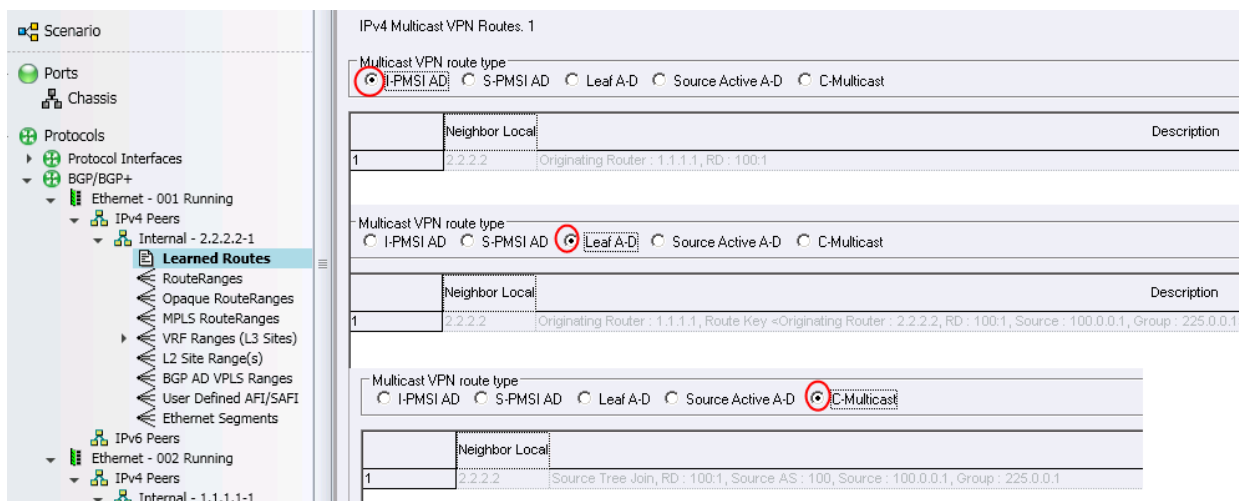 Scenario
Ports
Chassis
Protocols
Protocol Interfaces
BGP/BGP+
Ethernet - 001 Running
IPv4 Peers
Internal - 2.2.2.2-1
Learned Routes
RouteRanges
Opaque RouteRanges
MPLS RouteRanges
VRF Ranges (L3 Sites)
L2 Site Range(s)
BGP AD VPLS Ranges
User Defined AFI/SAFI
Ethernet Segments
IPv6 Peers
Ethernet - 002 Running
IPv4 Peers
Internal - 1.1.1.1-1
IPv4 Multicast VPN Routes. 1
Multicast VPN route type
I-PMSI AD S-PMSI AD Leaf A-D Source Active A-D C-Multicast
Neighbor Local Description
1 2.2.2.2 Originating Router : 1.1.1.1, RD : 100:1
Multicast VPN route type
I-PMSI AD S-PMSI AD Leaf A-D Source Active A-D C-Multicast
Neighbor Local Description
1 2.2.2.2 Originating Router : 1.1.1.1, Route Key <Originating Router : 2.2.2.2, RD : 100:1, Source : 100.0.0.1, Group : 225.0.0.1
Multicast VPN route type
I-PMSI AD S-PMSI AD Leaf A-D Source Active A-D C-Multicast
Neighbor Local
1 2.2.2.2 Source Tree Join, RD : 100:1, Source AS : 100, Source : 100.0.0.1, Group : 225.0.0.1